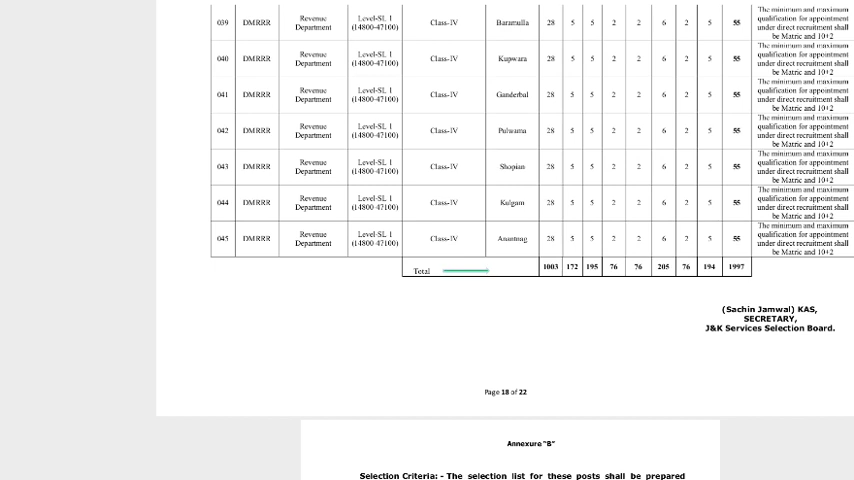 039 DMRRR Revenue Department Level-SL 1 (14800-47100) Class-IV Baramulla 28 5 5 2 2 6 2 5 55 The minimum and maximum qualification for appointment under direct recruitment shall be Matric and 10+2
040 DMRRR Revenue Department Level-SL 1 (14800-47100) Class-IV Kupwara 28 5 5 2 2 6 2 5 55 The minimum and maximum qualification for appointment under direct recruitment shall be Matric and 10+2
041 DMRRR Revenue Department Level-SL 1 (14800-47100) Class-IV Ganderbal 28 5 5 2 2 6 2 5 55 The minimum and maximum qualification for appointment under direct recruitment shall be Matric and 10+2
042 DMRRR Revenue Department Level-SL 1 (14800-47100) Class-IV Pulwama 28 5 5 2 2 6 2 5 55 The minimum and maximum qualification for appointment under direct recruitment shall be Matric and 10+2
043 DMRRR Revenue Department Level-SL 1 (14800-47100) Class-IV Shopian 28 5 5 2 2 6 2 5 55 The minimum and maximum qualification for appointment under direct recruitment shall be Matric and 10+2
044 DMRRR Revenue Department Level-SL 1 (14800-47100) Class-IV Kulgam 28 5 5 2 2 6 2 5 55 The minimum and maximum qualification for appointment under direct recruitment shall be Matric and 10+2
045 DMRRR Revenue Department Level-SL 1 (14800-47100) Class-IV Anantnag 28 5 5 2 2 6 2 5 55 The minimum and maximum qualification for appointment under direct recruitment shall be Matric and 10+2
Total 1003 172 195 76 76 205 76 194 1997
(Sachin Jamwal) KAS,
SECRETARY,
J&K Services Selection Board.
Page 18 of 22
Annexure "B"
Selection Criteria: - The selection list for these posts shall be prepared